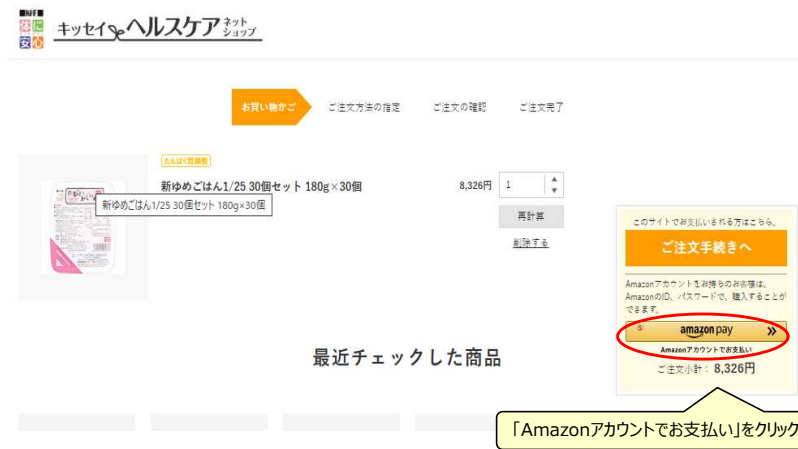 体に
安心
キッセイヘルスケアネットショップ
お買い物かご
ご注文方法の指定
ご注文の確認
ご注文完了
たんぱく質調整
新ゆめごはん1/25 30個セット 180g×30個
8,326円
1
新ゆめごはん1/25 30個セット 180g×30個
再計算
削除する
このサイトでお支払いされる方はこちら。
ご注文手続きへ
Amazonアカウントをお持ちのお客様は、
AmazonのID、パスワードで、購入することが
できます。
amazon pay
Amazonアカウントでお支払い
ご注文小計：8,326円
最近チェックした商品
「Amazonアカウントでお支払い」をクリック